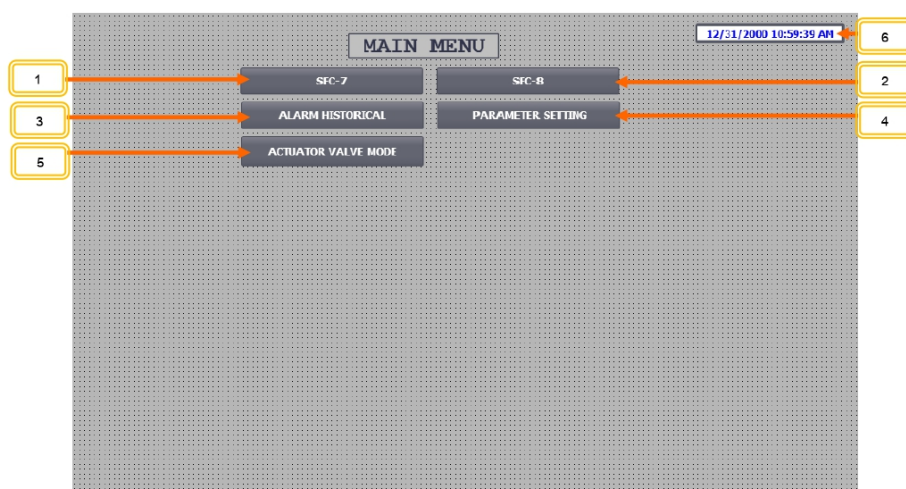 MAIN MENU
12/31/2000 10:59:39 AM
6
1
SFC-7
SFC-8
2
3
ALARM HISTORICAL
PARAMETER SETTING
4
5
ACTUATOR VALVE MODE